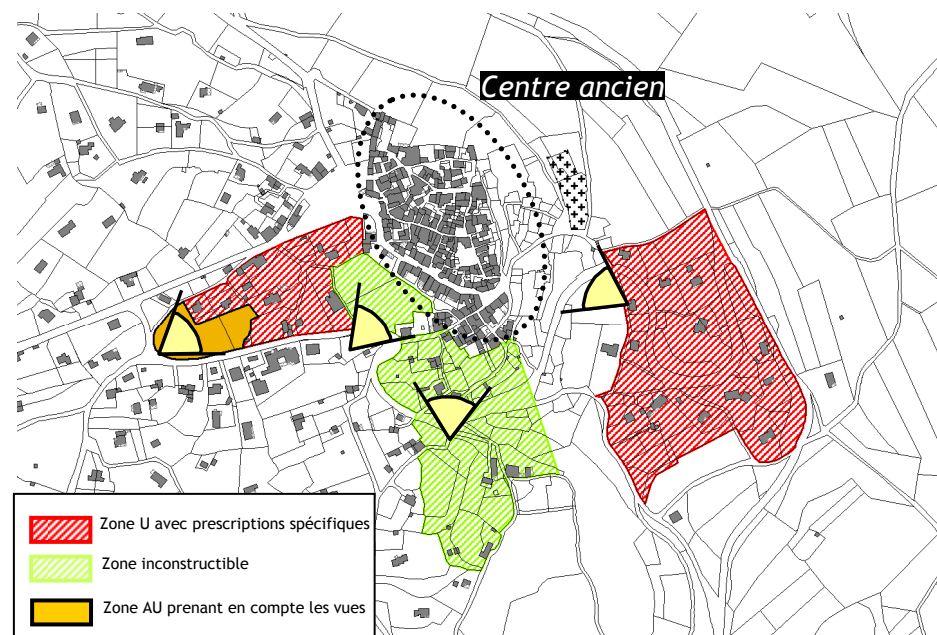 Centre ancien
Zone U avec prescriptions spécifiques
Zone inconstructible
Zone AU prenant en compte les vues